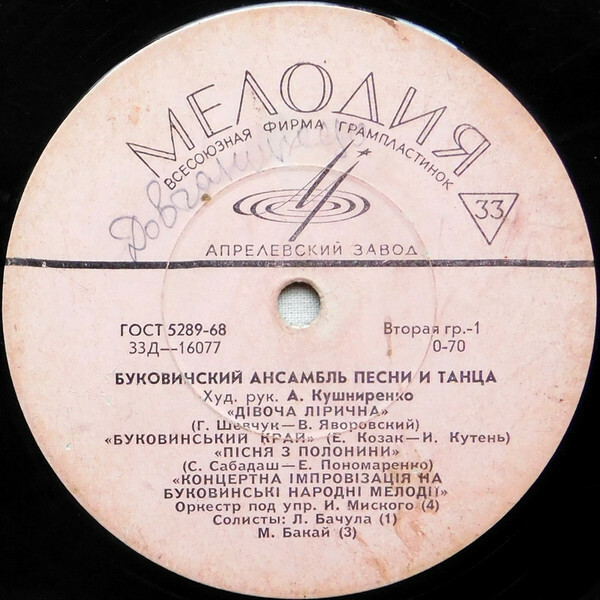 МЕЛОДИЯ
ВСЕСОЮЗНАЯ ФИРМА ГРАМПЛАСТИНОК
33
АПРЕЛЕВСКИЙ ЗАВОД
ГОСТ 5289-68
Вторая гр.-1
33Д—16077
0-70
БУКОВИНСКИЙ АНСАМБЛЬ ПЕСНИ И ТАНЦА
Худ. рук. А. Кушниренко
«ДІВОЧА ЛІРИЧНА»
(Г. Шевчук—В. Яворовский)
«БУКОВИНСЬКИЙ КРАЙ» (Е. Козак—И. Кутень)
«ПІСНЯ З ПОЛОНИНИ»
(С. Сабадаш—Е. Пономаренко)
«КОНЦЕРТНА ІМПРОВІЗАЦІЯ НА
БУКОВИНСЬКІ НАРОДНІ МЕЛОДІЇ»
Оркестр под упр. И. Миского (4)
Солисты: Л. Бачула (1)
М. Бакай (3)